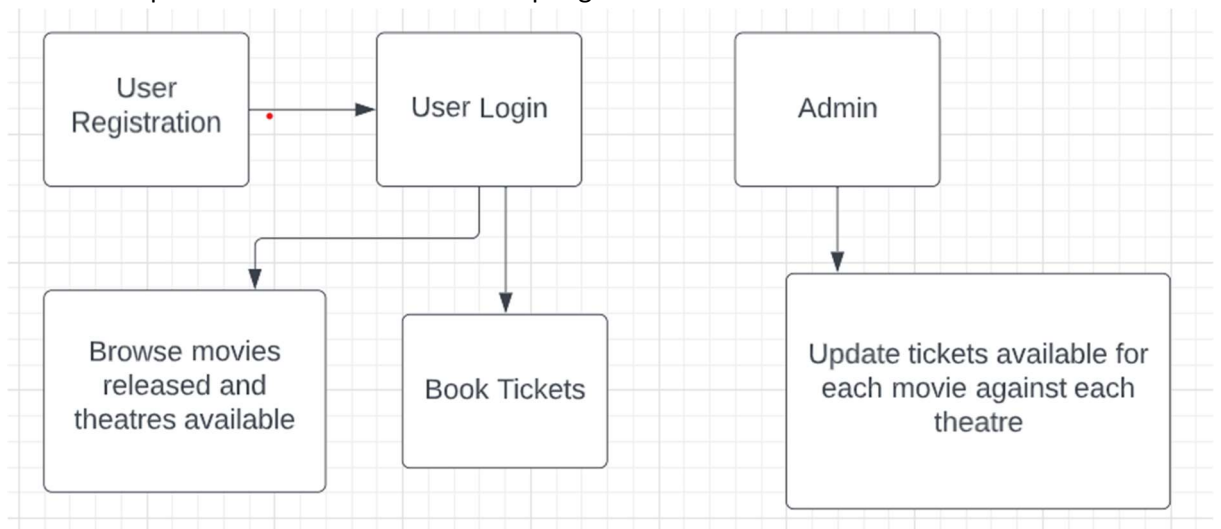 User
Registration
User Login
Admin
Browse movies
released and
theatres available
Book Tickets
Update tickets available for
each movie against each
theatre